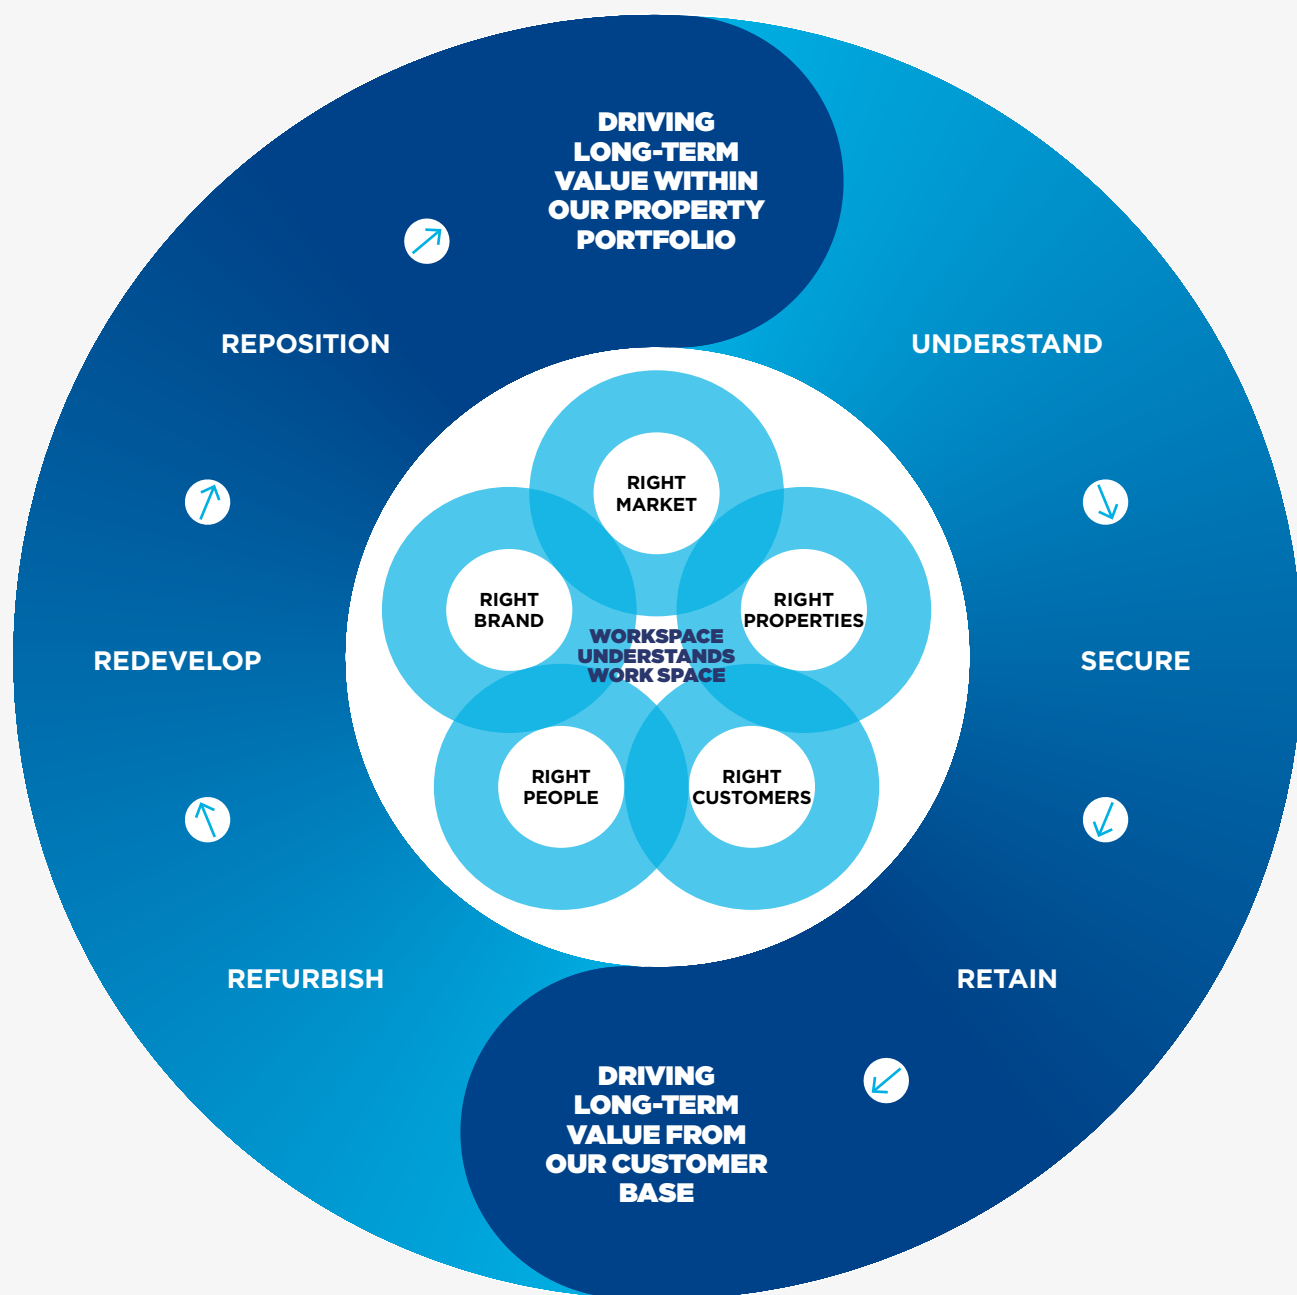 DRIVING
LONG-TERM
VALUE WITHIN
OUR PROPERTY
PORTFOLIO
REPOSITION
UNDERSTAND
RIGHT
MARKET
RIGHT
BRAND
RIGHT
PROPERTIES
WORKSPACE
UNDERSTANDS
WORK SPACE
REDEVELOP
SECURE
RIGHT
PEOPLE
RIGHT
CUSTOMERS
REFURBISH
RETAIN
DRIVING
LONG-TERM
VALUE FROM
OUR CUSTOMER
BASE